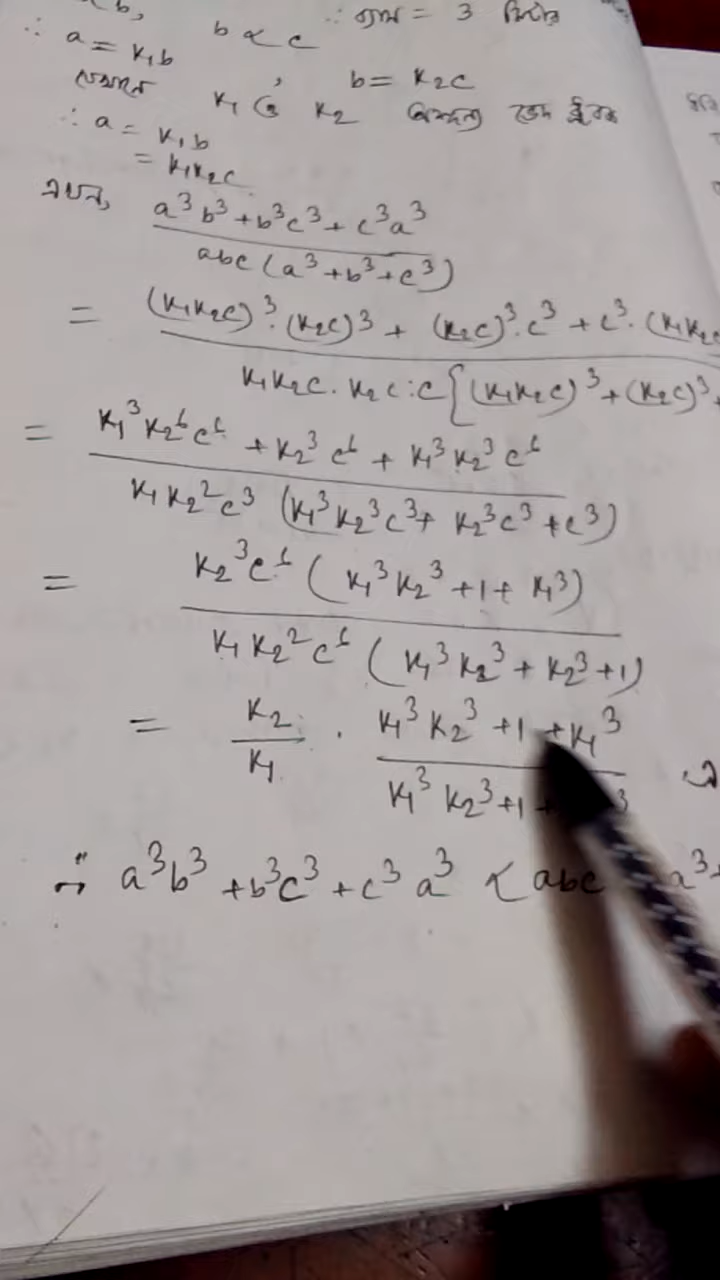 b, b ∝ c ∴ ব্যাস = 3 মিটার
∴ a = k₁b, b = k₂c
যেখানে k₁ ও k₂ অশূন্য ভেদ ধ্রুবক
∴ a = k₁b
= k₁k₂c
এখন, (a³b³ + b³c³ + c³a³) / (abc(a³+b³+c³))
= ((k₁k₂c)³·(k₂c)³ + (k₂c)³·c³ + c³·(k₁k₂c) / (k₁k₂c·k₂c·c{(k₁k₂c)³+(k₂c)³+)
= (k₁³k₂⁶c⁶ + k₂³c⁶ + k₁³k₂³c⁶) / (k₁k₂²c³(k₁³k₂³c³ + k₂³c³ + c³))
= (k₂³c⁶(k₁³k₂³ + 1 + k₁³)) / (k₁k₂²c⁶(k₁³k₂³ + k₂³ + 1))
= k₂/k₁ · (k₁³k₂³ + 1 + k₁³) / (k₁³k₂³ + 1 + ³)
∴ a³b³ + b³c³ + c³a³ ∝ abc a³+